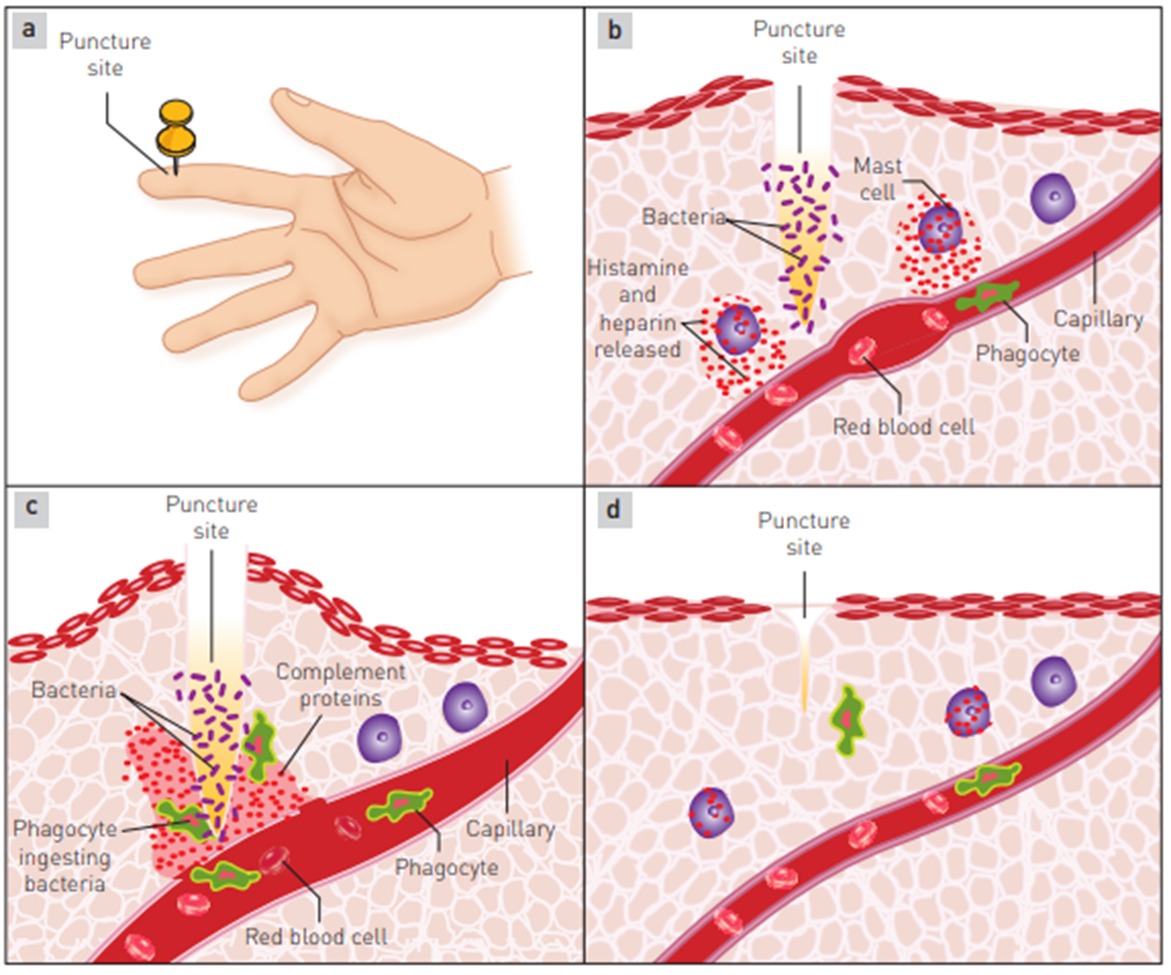 a
Puncture
site
b
Puncture
site
Mast
cell
Bacteria
Histamine
and
heparin
released
Capillary
Phagocyte
Red blood cell
c
Puncture
site
Complement
proteins
Bacteria
Phagocyte
ingesting
bacteria
Capillary
Phagocyte
Red blood cell
d
Puncture
site